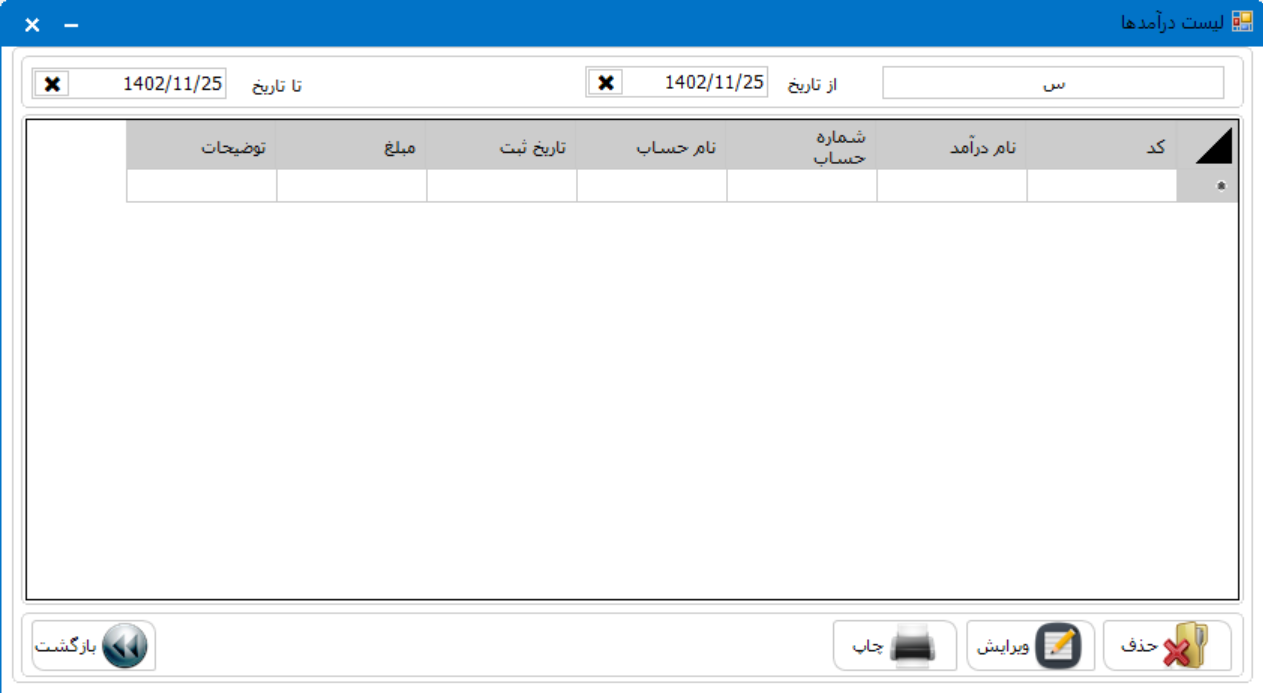 لیست درآمدها
س
از تاریخ
1402/11/25
تا تاریخ
1402/11/25
کد
نام درآمد
شماره
حساب
نام حساب
تاریخ ثبت
مبلغ
توضیحات
حذف
ویرایش
چاپ
بازگشت